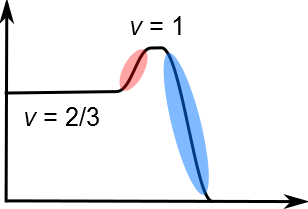 ν = 1
ν = 2/3